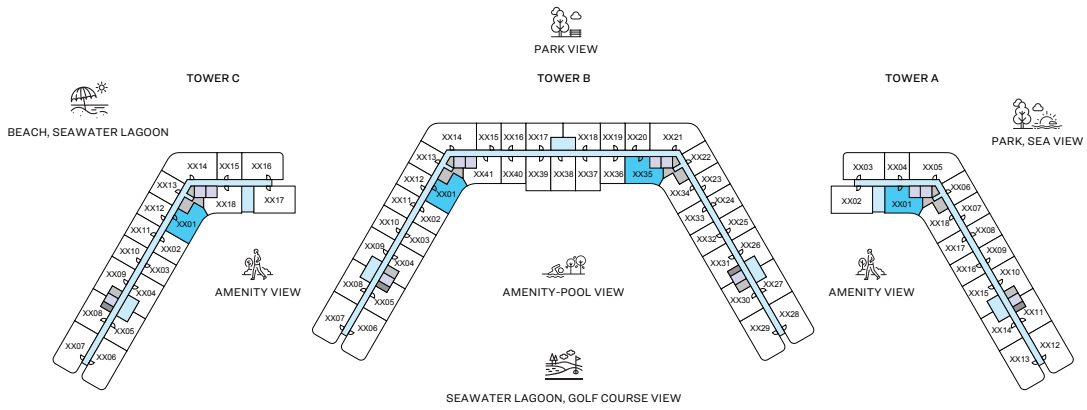 PARK VIEW
TOWER C
TOWER B
TOWER A
BEACH, SEAWATER LAGOON
PARK, SEA VIEW
XX14
XX15
XX16
XX13
XX12
XX11
XX10
XX09
XX08
XX07
XX01
XX18
XX17
XX02
XX03
XX04
XX05
XX06
AMENITY VIEW
XX14
XX15
XX16
XX17
XX18
XX19
XX20
XX21
XX13
XX12
XX11
XX10
XX09
XX08
XX07
XX41
XX40
XX39
XX38
XX37
XX36
XX35
XX01
XX02
XX03
XX04
XX05
XX06
XX22
XX23
XX24
XX25
XX26
XX27
XX28
XX34
XX33
XX32
XX31
XX30
XX29
AMENITY-POOL VIEW
XX03
XX04
XX05
XX02
XX01
XX18
XX17
XX16
XX15
XX14
XX13
XX06
XX07
XX08
XX09
XX10
XX11
XX12
AMENITY VIEW
SEAWATER LAGOON, GOLF COURSE VIEW